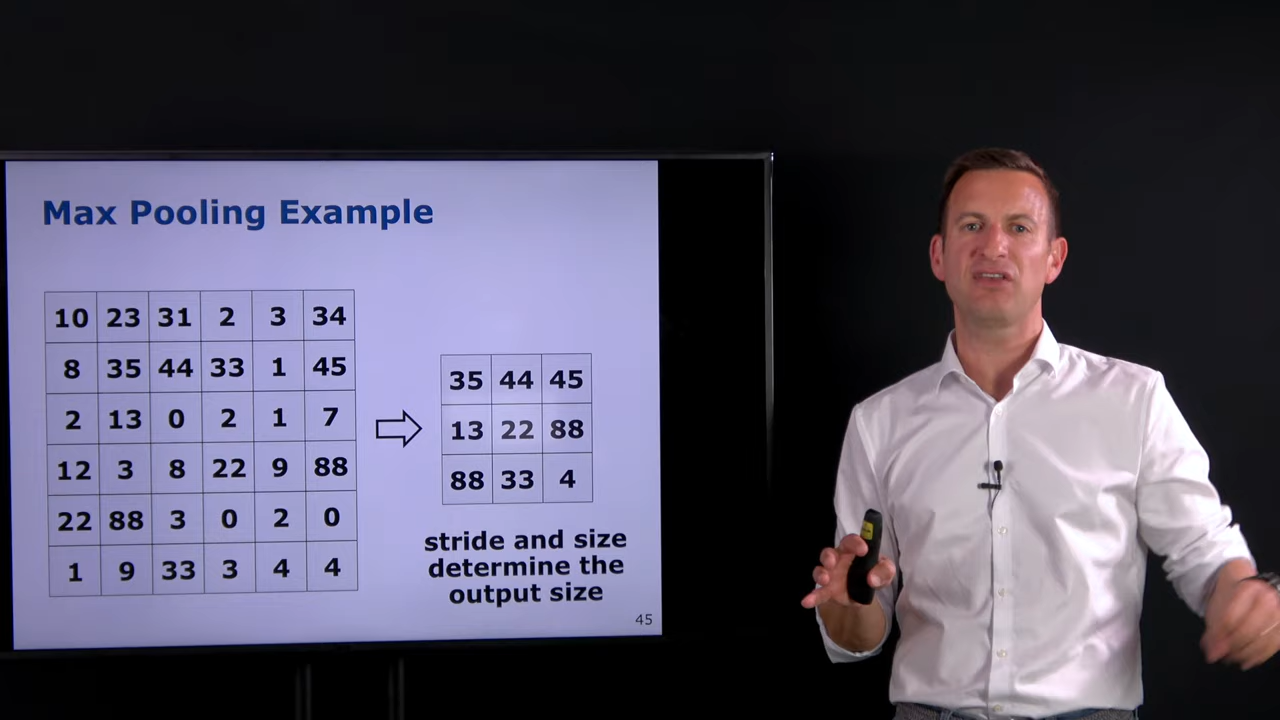 Max Pooling Example
10 23 31 2 3 34
8 35 44 33 1 45
2 13 0 2 1 7
12 3 8 22 9 88
22 88 3 0 2 0
1 9 33 3 4 4
35 44 45
13 22 88
88 33 4
stride and size
determine the
output size
45